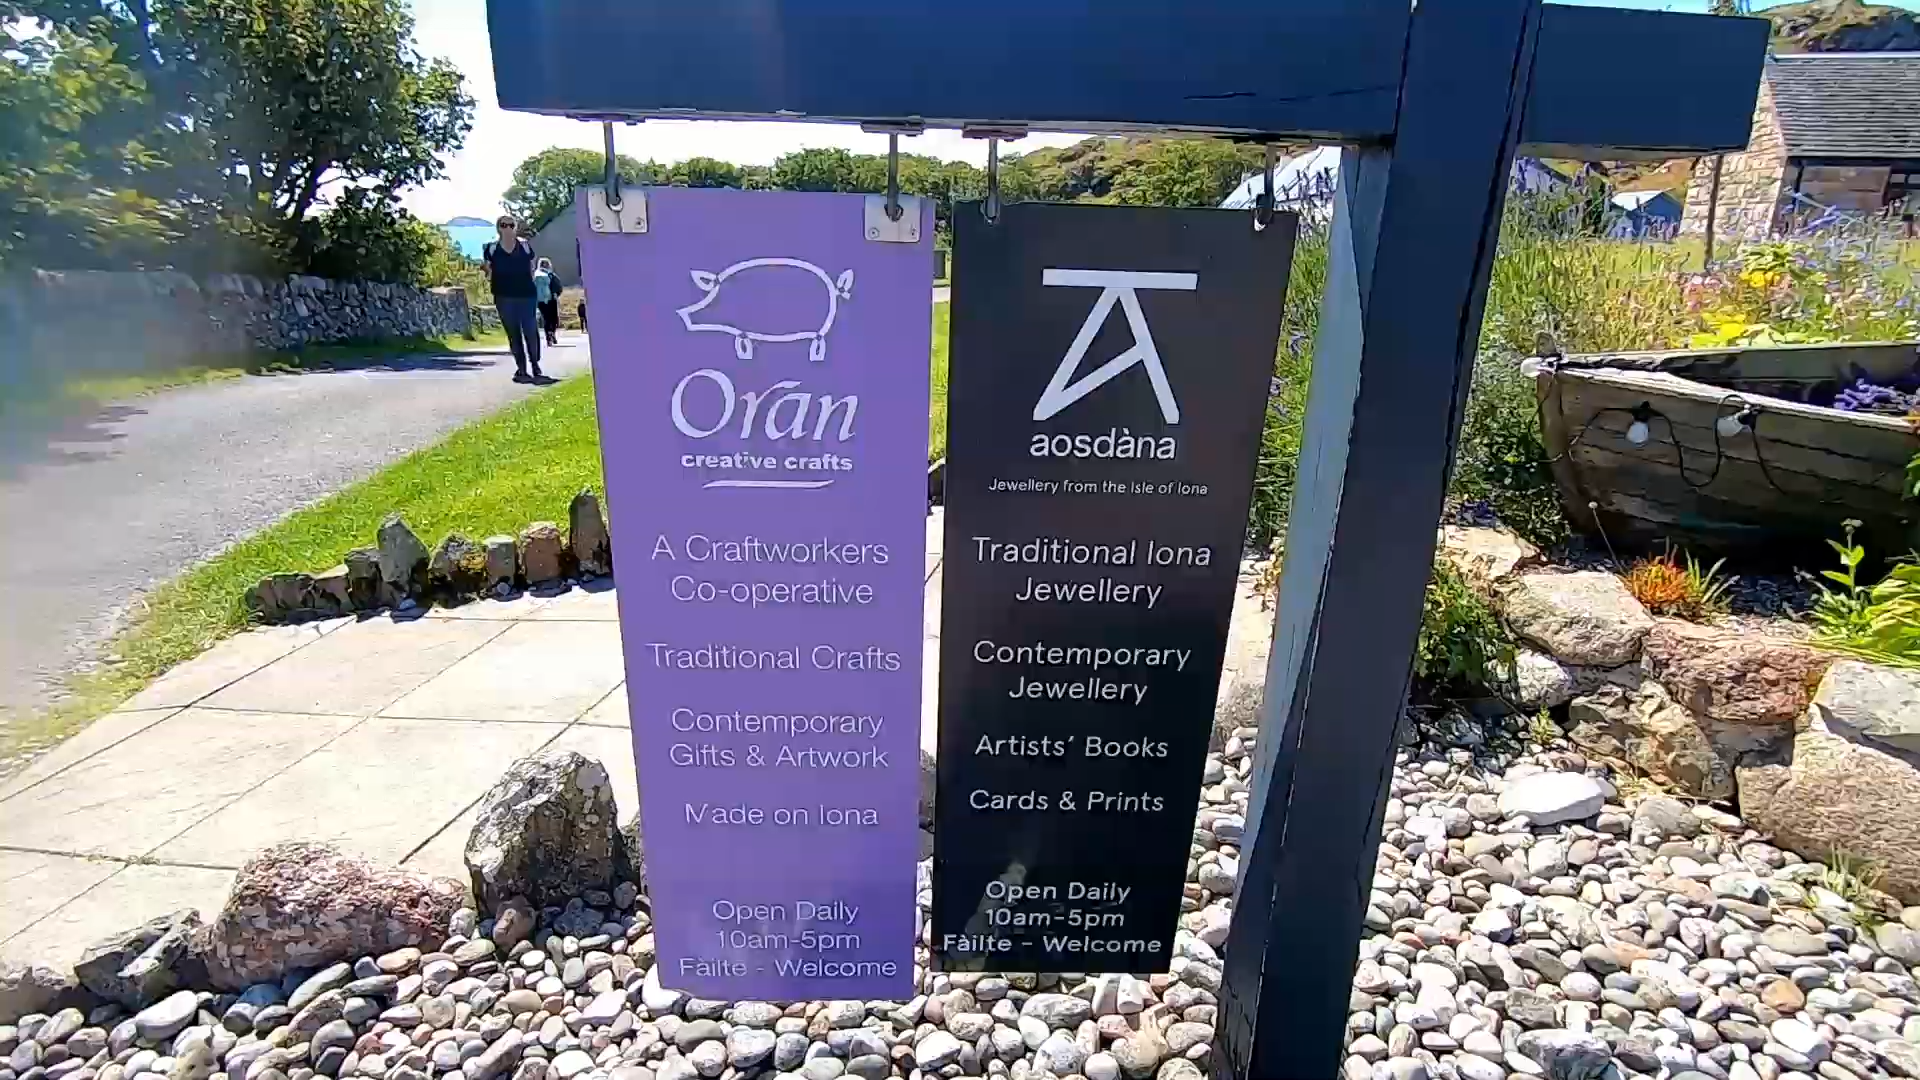 Oran
creative crafts
A Craftworkers
Co-operative
Traditional Crafts
Contemporary
Gifts & Artwork
Made on Iona
Open Daily
10am-5pm
Fàilte - Welcome
aosdàna
Jewellery from the Isle of Iona
Traditional Iona
Jewellery
Contemporary
Jewellery
Artists' Books
Cards & Prints
Open Daily
10am-5pm
Fàilte - Welcome